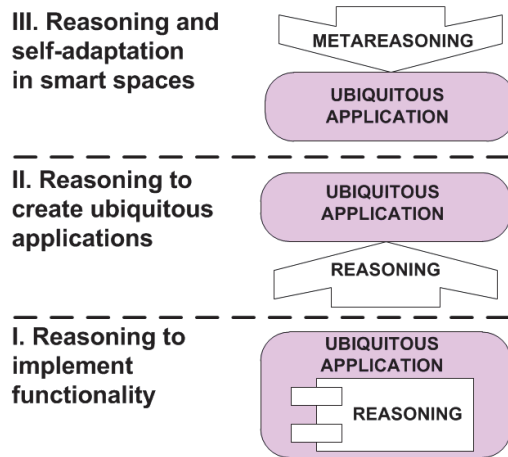 III. Reasoning and
self-adaptation
in smart spaces
METAREASONING
UBIQUITOUS
APPLICATION
II. Reasoning to
create ubiquitous
applications
UBIQUITOUS
APPLICATION
REASONING
I. Reasoning to
implement
functionality
UBIQUITOUS
APPLICATION
REASONING